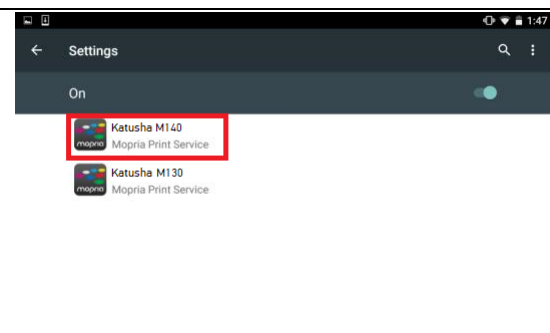 1:47
Settings
On
Katusha M140
mopria Mopria Print Service
Katusha M130
mopria Mopria Print Service